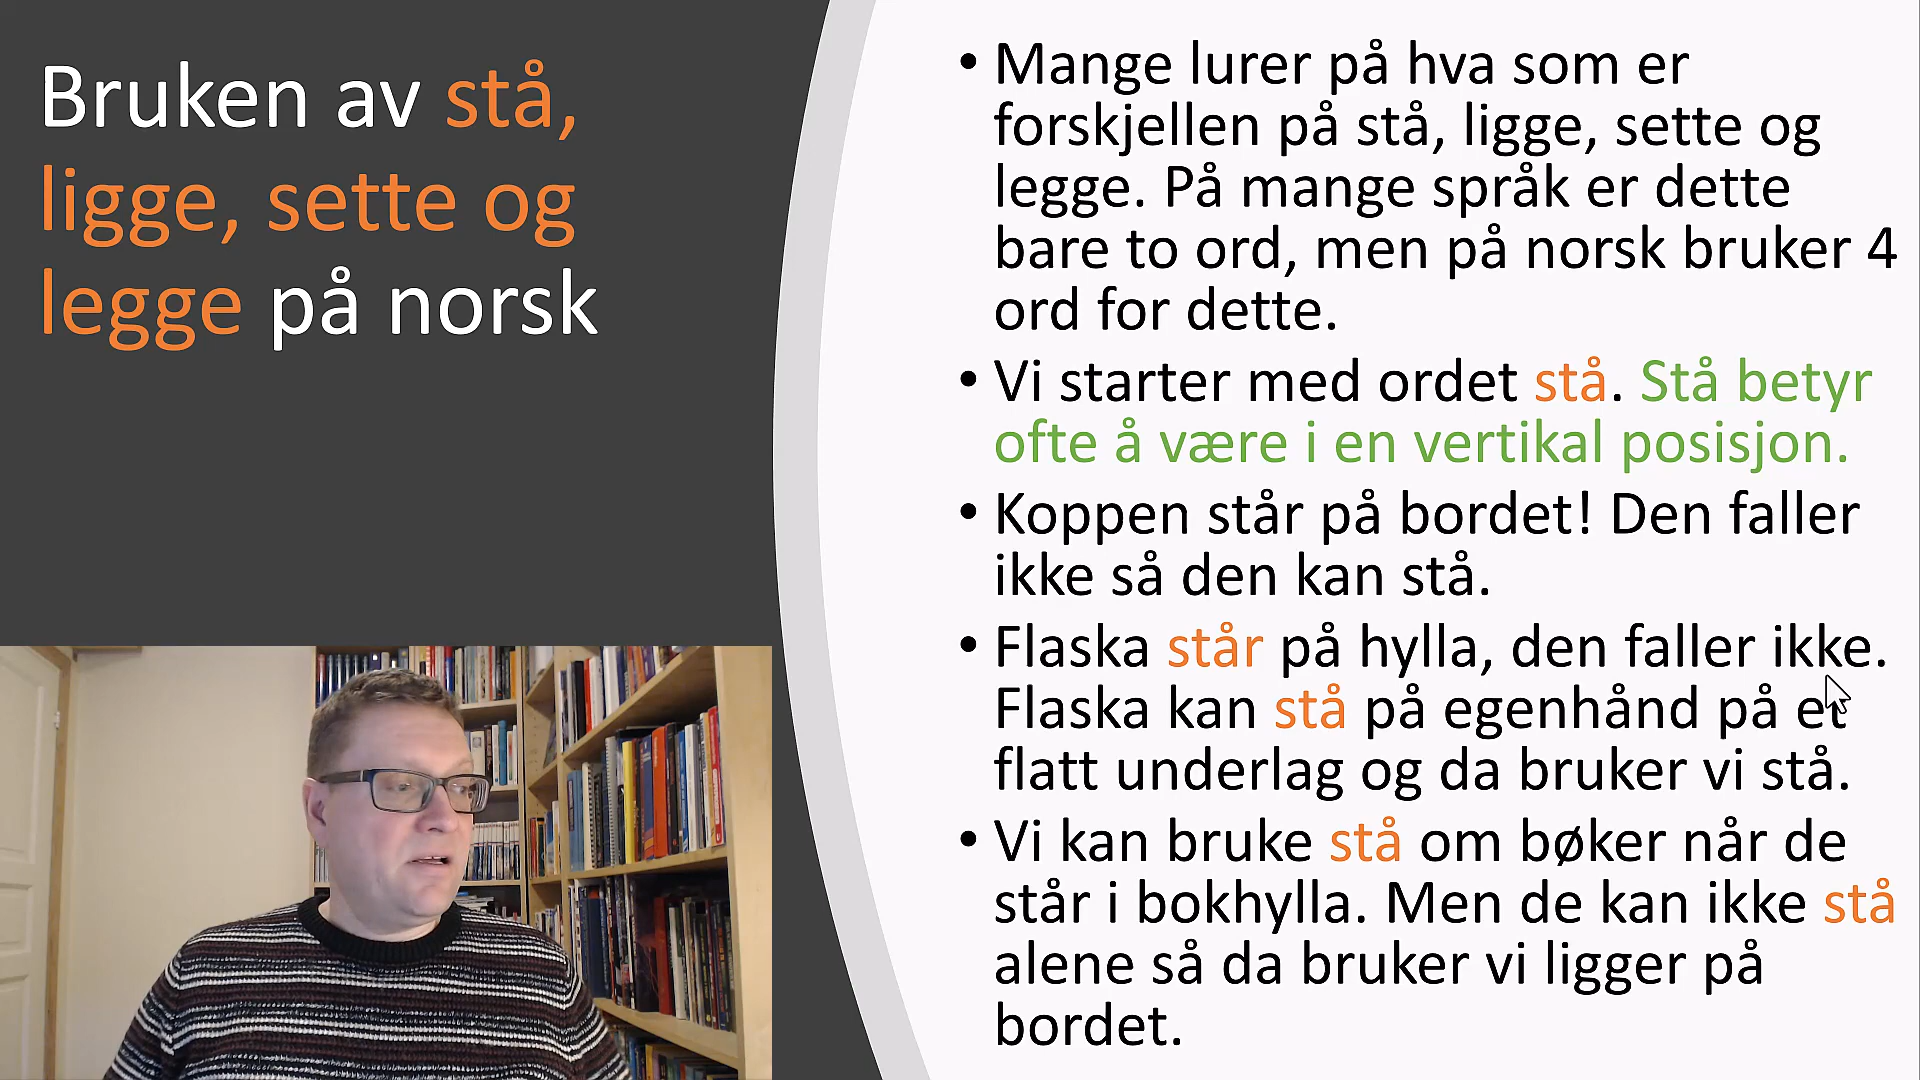 Bruken av stå,
ligge, sette og
legge på norsk
• Mange lurer på hva som er
forskjellen på stå, ligge, sette og
legge. På mange språk er dette
bare to ord, men på norsk bruker 4
ord for dette.
• Vi starter med ordet stå. Stå betyr
ofte å være i en vertikal posisjon.
• Koppen står på bordet! Den faller
ikke så den kan stå.
• Flaska står på hylla, den faller ikke.
Flaska kan stå på egenhånd på et
flatt underlag og da bruker vi stå.
• Vi kan bruke stå om bøker når de
står i bokhylla. Men de kan ikke stå
alene så da bruker vi ligger på
bordet.